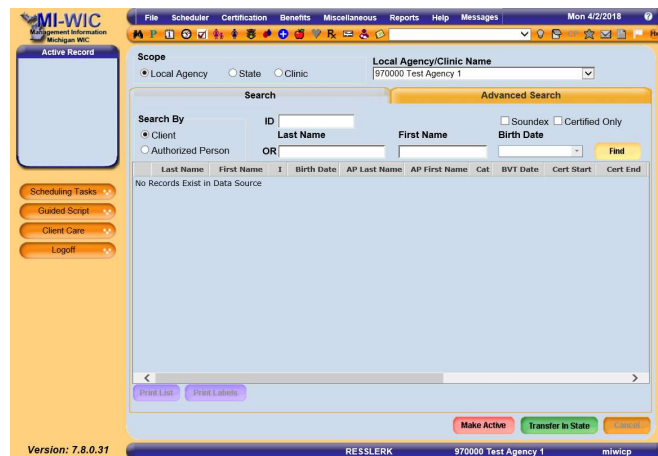 MI-WIC
Management Information
Michigan WIC
File Scheduler Certification Benefits Miscellaneous Reports Help Messages Mon 4/2/2018
Active Record
Scope
Local Agency State Clinic
Local Agency/Clinic Name
970000 Test Agency 1
Search Advanced Search
Search By ID Soundex Certified Only
Client Last Name First Name Birth Date
Authorized Person OR Find
Last Name First Name I Birth Date AP Last Name AP First Name Cat BVT Date Cert Start Cert End
No Records Exist in Data Source
Scheduling Tasks
Guided Script
Client Care
Logoff
Print List Print Labels
Make Active Transfer In State Cancel
Version: 7.8.0.31 RESSLERK 970000 Test Agency 1 miwicp